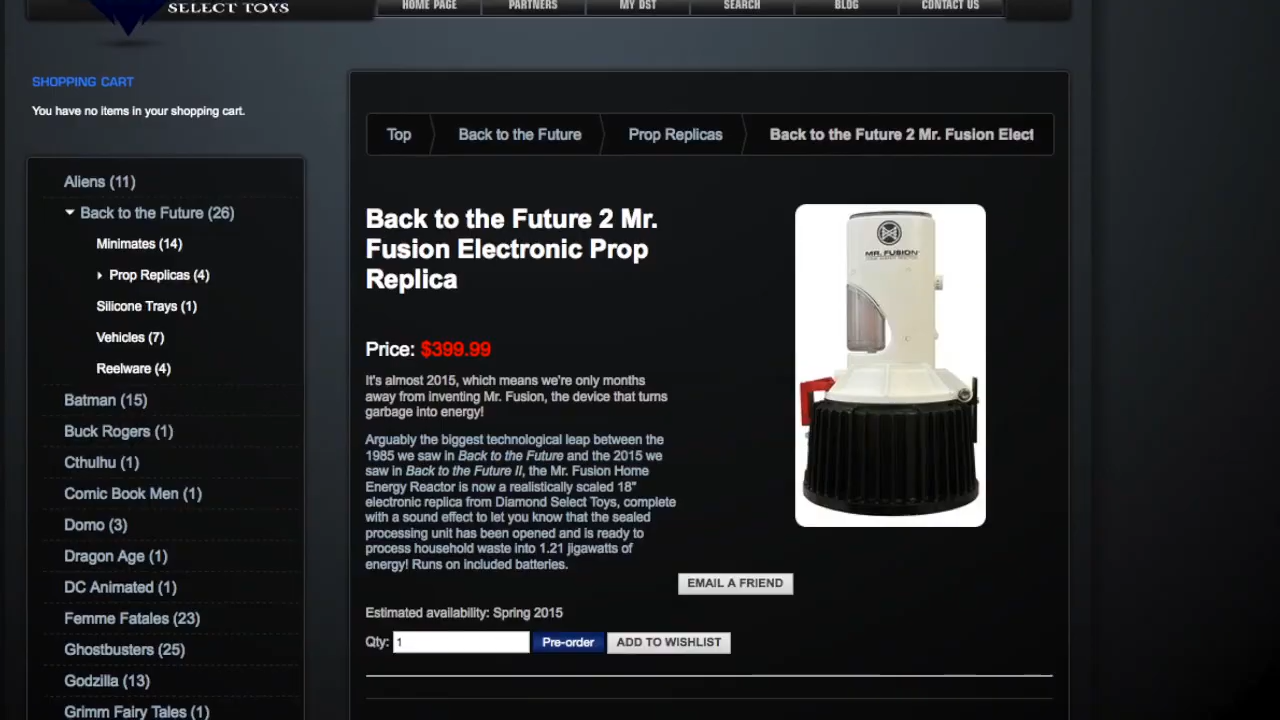 SELECT TOYS
HOME PAGE
PARTNERS
MY DST
SEARCH
BLOG
CONTACT US
SHOPPING CART
You have no items in your shopping cart.
Aliens (11)
Back to the Future (26)
Minimates (14)
Prop Replicas (4)
Silicone Trays (1)
Vehicles (7)
Reelware (4)
Batman (15)
Buck Rogers (1)
Cthulhu (1)
Comic Book Men (1)
Domo (3)
Dragon Age (1)
DC Animated (1)
Femme Fatales (23)
Ghostbusters (25)
Godzilla (13)
Grimm Fairy Tales (1)
Top
Back to the Future
Prop Replicas
Back to the Future 2 Mr. Fusion Elect
Back to the Future 2 Mr.
Fusion Electronic Prop
Replica
Price: $399.99
It's almost 2015, which means we're only months
away from inventing Mr. Fusion, the device that turns
garbage into energy!
Arguably the biggest technological leap between the
1985 we saw in Back to the Future and the 2015 we
saw in Back to the Future II, the Mr. Fusion Home
Energy Reactor is now a realistically scaled 18"
electronic replica from Diamond Select Toys, complete
with a sound effect to let you know that the sealed
processing unit has been opened and is ready to
process household waste into 1.21 jigawatts of
energy! Runs on included batteries.
MR. FUSION
EMAIL A FRIEND
Estimated availability: Spring 2015
Qty: 1 Pre-order ADD TO WISHLIST